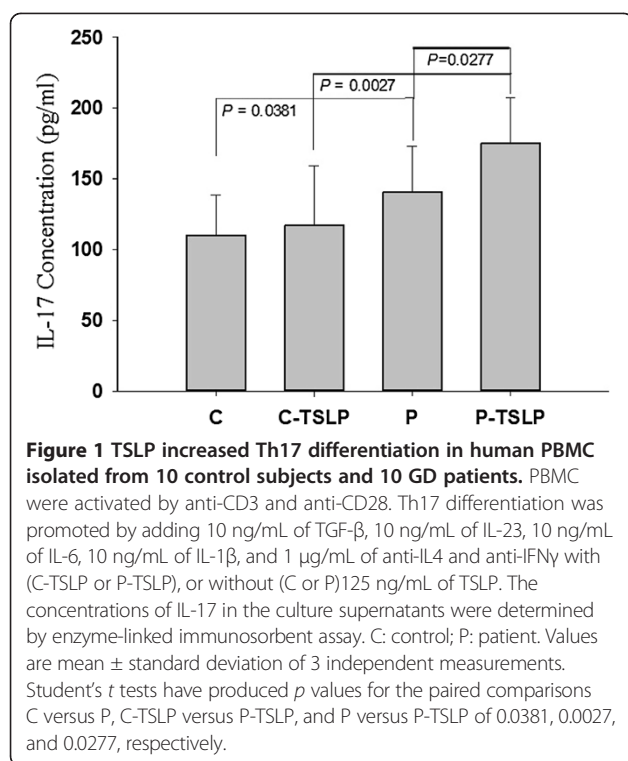 250
200
150
100
50
0
IL-17 Concentration (pg/ml)
P=0.0277
P = 0.0027
P = 0.0381
C C-TSLP P P-TSLP
Figure 1 TSLP increased Th17 differentiation in human PBMC
isolated from 10 control subjects and 10 GD patients. PBMC
were activated by anti-CD3 and anti-CD28. Th17 differentiation was
promoted by adding 10 ng/mL of TGF-β, 10 ng/mL of IL-23, 10 ng/mL
of IL-6, 10 ng/mL of IL-1β, and 1 μg/mL of anti-IL4 and anti-IFNγ with
(C-TSLP or P-TSLP), or without (C or P)125 ng/mL of TSLP. The
concentrations of IL-17 in the culture supernatants were determined
by enzyme-linked immunosorbent assay. C: control; P: patient. Values
are mean ± standard deviation of 3 independent measurements.
Student's t tests have produced p values for the paired comparisons
C versus P, C-TSLP versus P-TSLP, and P versus P-TSLP of 0.0381, 0.0027,
and 0.0277, respectively.